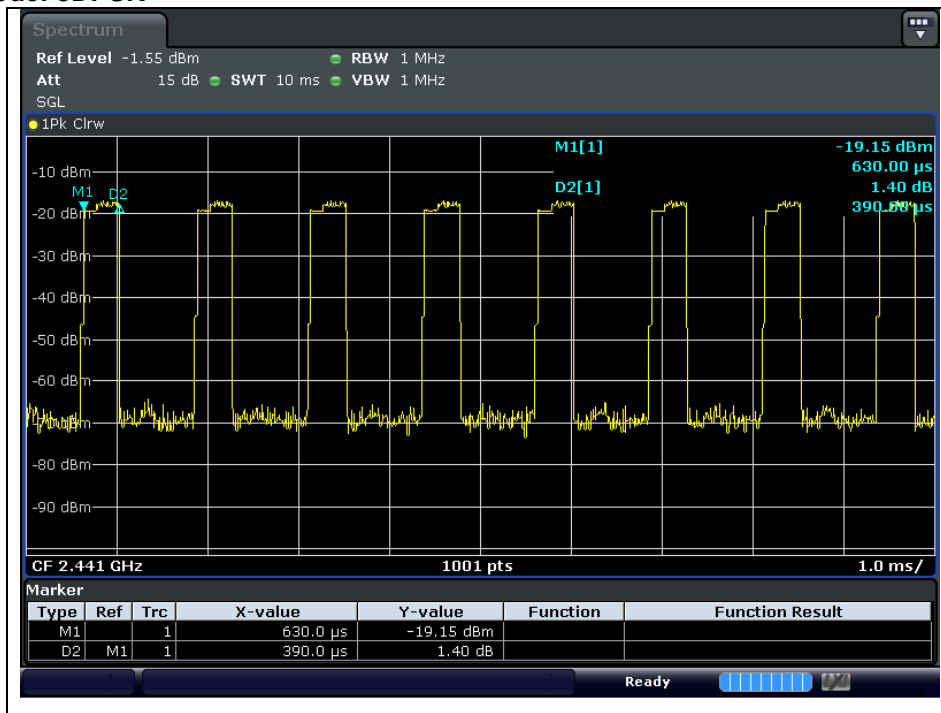 Spectrum
Ref Level -1.55 dBm RBW 1 MHz
Att 15 dB SWT 10 ms VBW 1 MHz
SGL
1Pk Clrw
M1[1] -19.15 dBm
630.00 µs
D2[1] 1.40 dB
-10 dBm
M1 D2
-20 dBm
-30 dBm
-40 dBm
-50 dBm
-60 dBm
-80 dBm
-90 dBm
CF 2.441 GHz 1001 pts 1.0 ms/
Marker
Type Ref Trc X-value Y-value Function Function Result
M1 1 630.0 µs -19.15 dBm
D2 M1 1 390.0 µs 1.40 dB
Ready